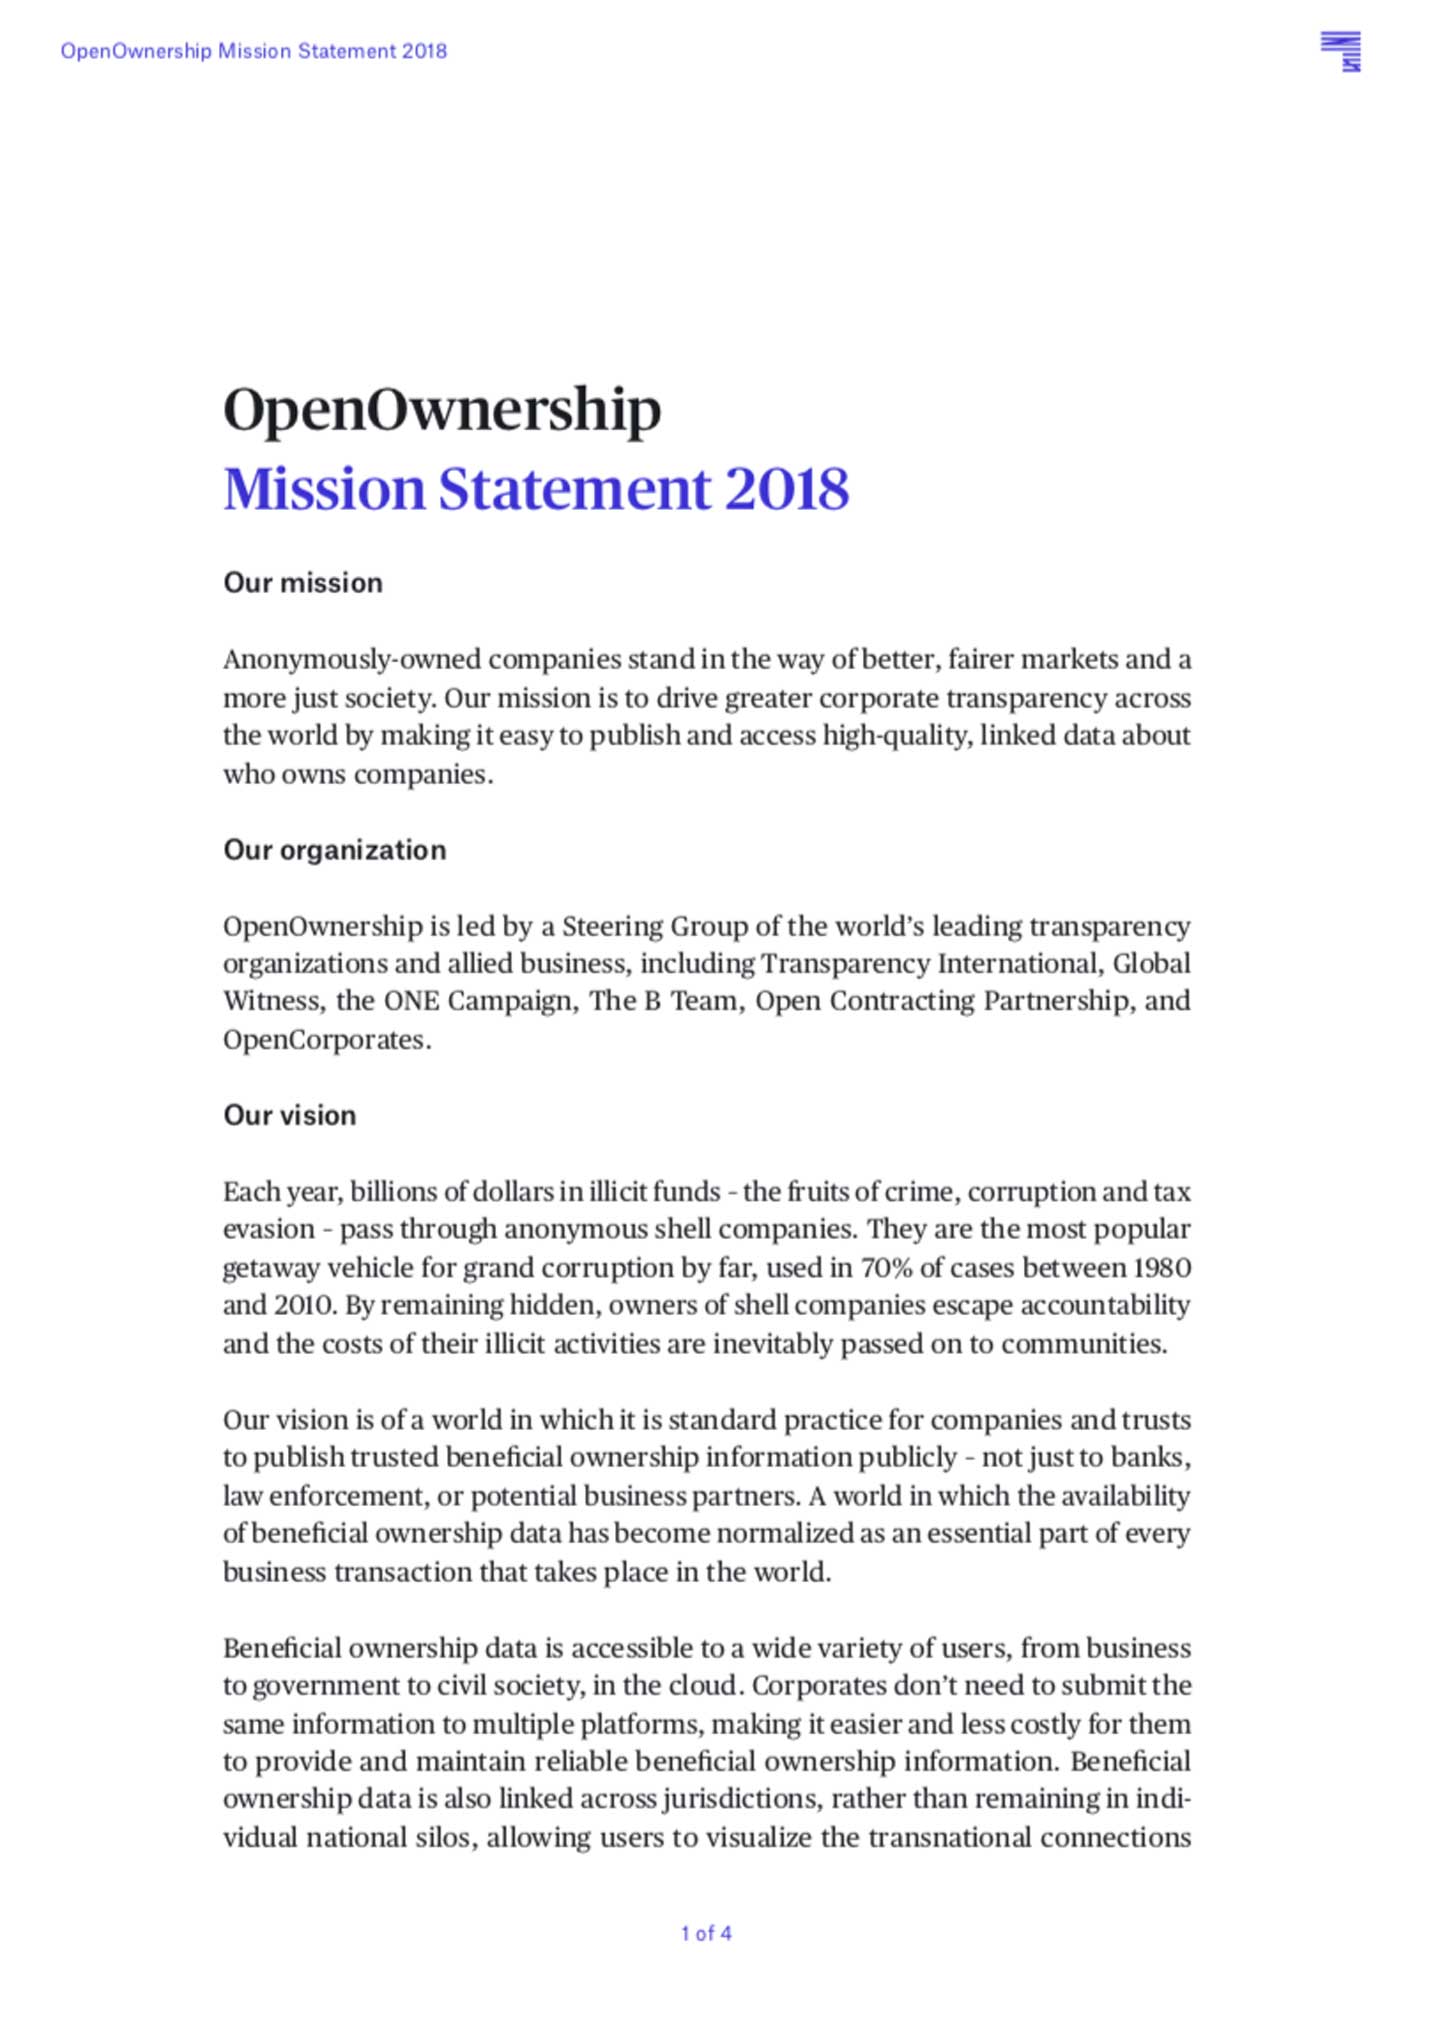 OpenOwnership Mission Statement 2018
OpenOwnership
Mission Statement 2018
Our mission
Anonymously-owned companies stand in the way of better, fairer markets and a
more just society. Our mission is to drive greater corporate transparency across
the world by making it easy to publish and access high-quality, linked data about
who owns companies.
Our organization
OpenOwnership is led by a Steering Group of the world’s leading transparency
organizations and allied business, including Transparency International, Global
Witness, the ONE Campaign, The B Team, Open Contracting Partnership, and
OpenCorporates.
Our vision
Each year, billions of dollars in illicit funds – the fruits of crime, corruption and tax
evasion – pass through anonymous shell companies. They are the most popular
getaway vehicle for grand corruption by far, used in 70% of cases between 1980
and 2010. By remaining hidden, owners of shell companies escape accountability
and the costs of their illicit activities are inevitably passed on to communities.
Our vision is of a world in which it is standard practice for companies and trusts
to publish trusted beneficial ownership information publicly – not just to banks,
law enforcement, or potential business partners. A world in which the availability
of beneficial ownership data has become normalized as an essential part of every
business transaction that takes place in the world.
Beneficial ownership data is accessible to a wide variety of users, from business
to government to civil society, in the cloud. Corporates don’t need to submit the
same information to multiple platforms, making it easier and less costly for them
to provide and maintain reliable beneficial ownership information. Beneficial
ownership data is also linked across jurisdictions, rather than remaining in indi-
vidual national silos, allowing users to visualize the transnational connections
1 of 4